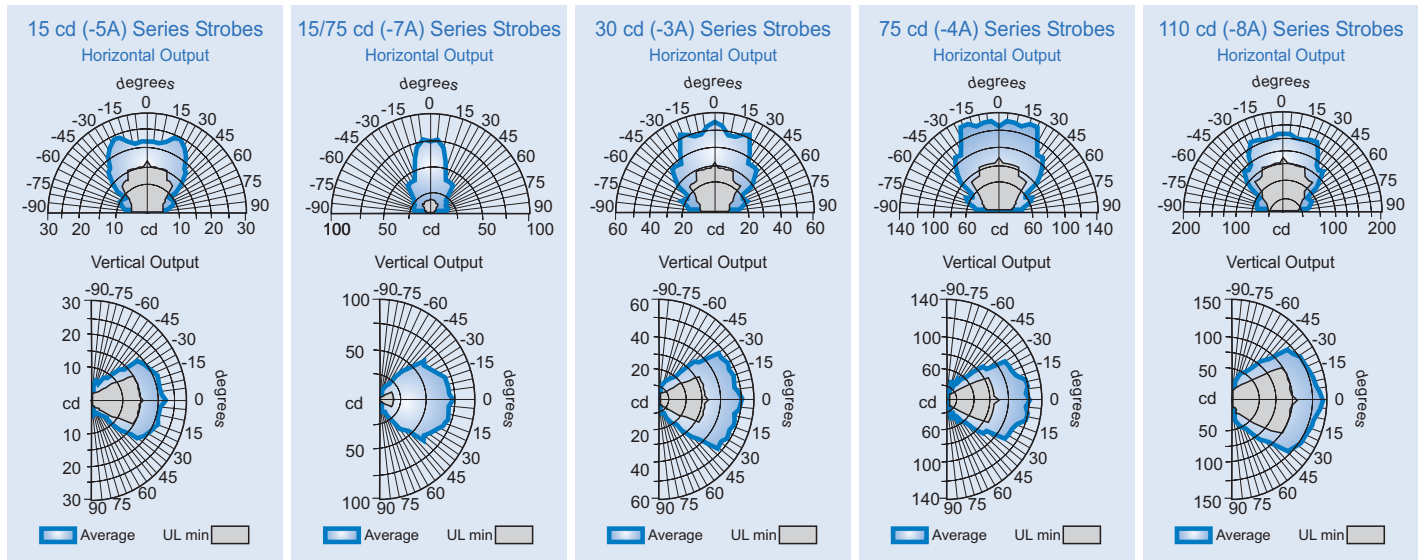 15 cd (-5A) Series Strobes
Horizontal Output
degrees
-90 -75 -60 -45 -30 -15 0 15 30 45 60 75 90
30 20 10 cd 10 20 30
Vertical Output
30 20 10 cd 10 20 30
-90 -75 -60 -45 -30 -15 0 15 30 45 60 75 90
degrees
Average UL min
15/75 cd (-7A) Series Strobes
Horizontal Output
degrees
-90 -75 -60 -45 -30 -15 0 15 30 45 60 75 90
100 50 cd 50 100
Vertical Output
100 50 cd 50 100
-90 -75 -60 -45 -30 -15 0 15 30 45 60 75 90
degrees
Average UL min
30 cd (-3A) Series Strobes
Horizontal Output
degrees
-90 -75 -60 -45 -30 -15 0 15 30 45 60 75 90
60 40 20 cd 20 40 60
Vertical Output
60 40 20 cd 20 40 60
-90 -75 -60 -45 -30 -15 0 15 30 45 60 75 90
degrees
Average UL min
75 cd (-4A) Series Strobes
Horizontal Output
degrees
-90 -75 -60 -45 -30 -15 0 15 30 45 60 75 90
140 100 60 cd 60 100 140
Vertical Output
140 100 60 cd 60 100 140
-90 -75 -60 -45 -30 -15 0 15 30 45 60 75 90
degrees
Average UL min
110 cd (-8A) Series Strobes
Horizontal Output
degrees
-90 -75 -60 -45 -30 -15 0 15 30 45 60 75 90
200 100 50 cd 50 100 200
Vertical Output
150 100 50 cd 50 100 150
-90 -75 -60 -45 -30 -15 0 15 30 45 60 75 90
degrees
Average UL min